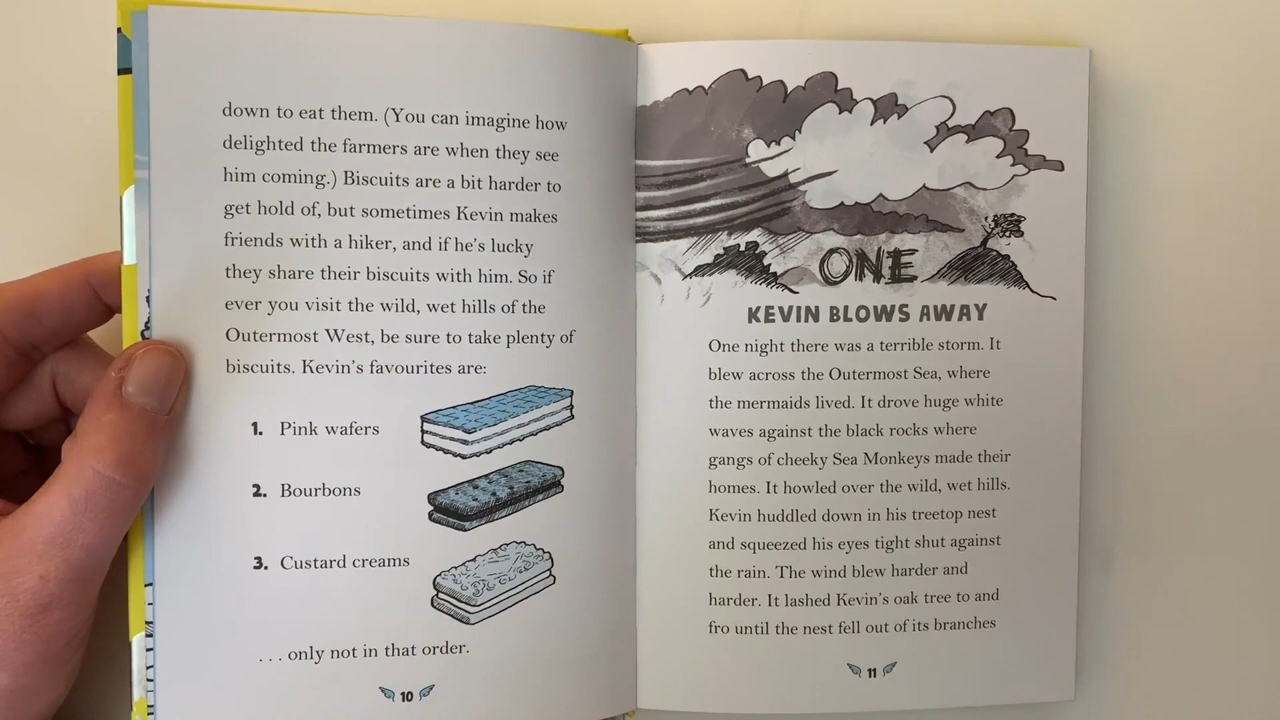 down to eat them. (You can imagine how
delighted the farmers are when they see
him coming.) Biscuits are a bit harder to
get hold of, but sometimes Kevin makes
friends with a hiker, and if he’s lucky
they share their biscuits with him. So if
ever you visit the wild, wet hills of the
Outermost West, be sure to take plenty of
biscuits. Kevin’s favourites are:
1. Pink wafers
2. Bourbons
3. Custard creams
. . . only not in that order.
10
ONE
KEVIN BLOWS AWAY
One night there was a terrible storm. It
blew across the Outermost Sea, where
the mermaids lived. It drove huge white
waves against the black rocks where
gangs of cheeky Sea Monkeys made their
homes. It howled over the wild, wet hills.
Kevin huddled down in his treetop nest
and squeezed his eyes tight shut against
the rain. The wind blew harder and
harder. It lashed Kevin’s oak tree to and
fro until the nest fell out of its branches
11